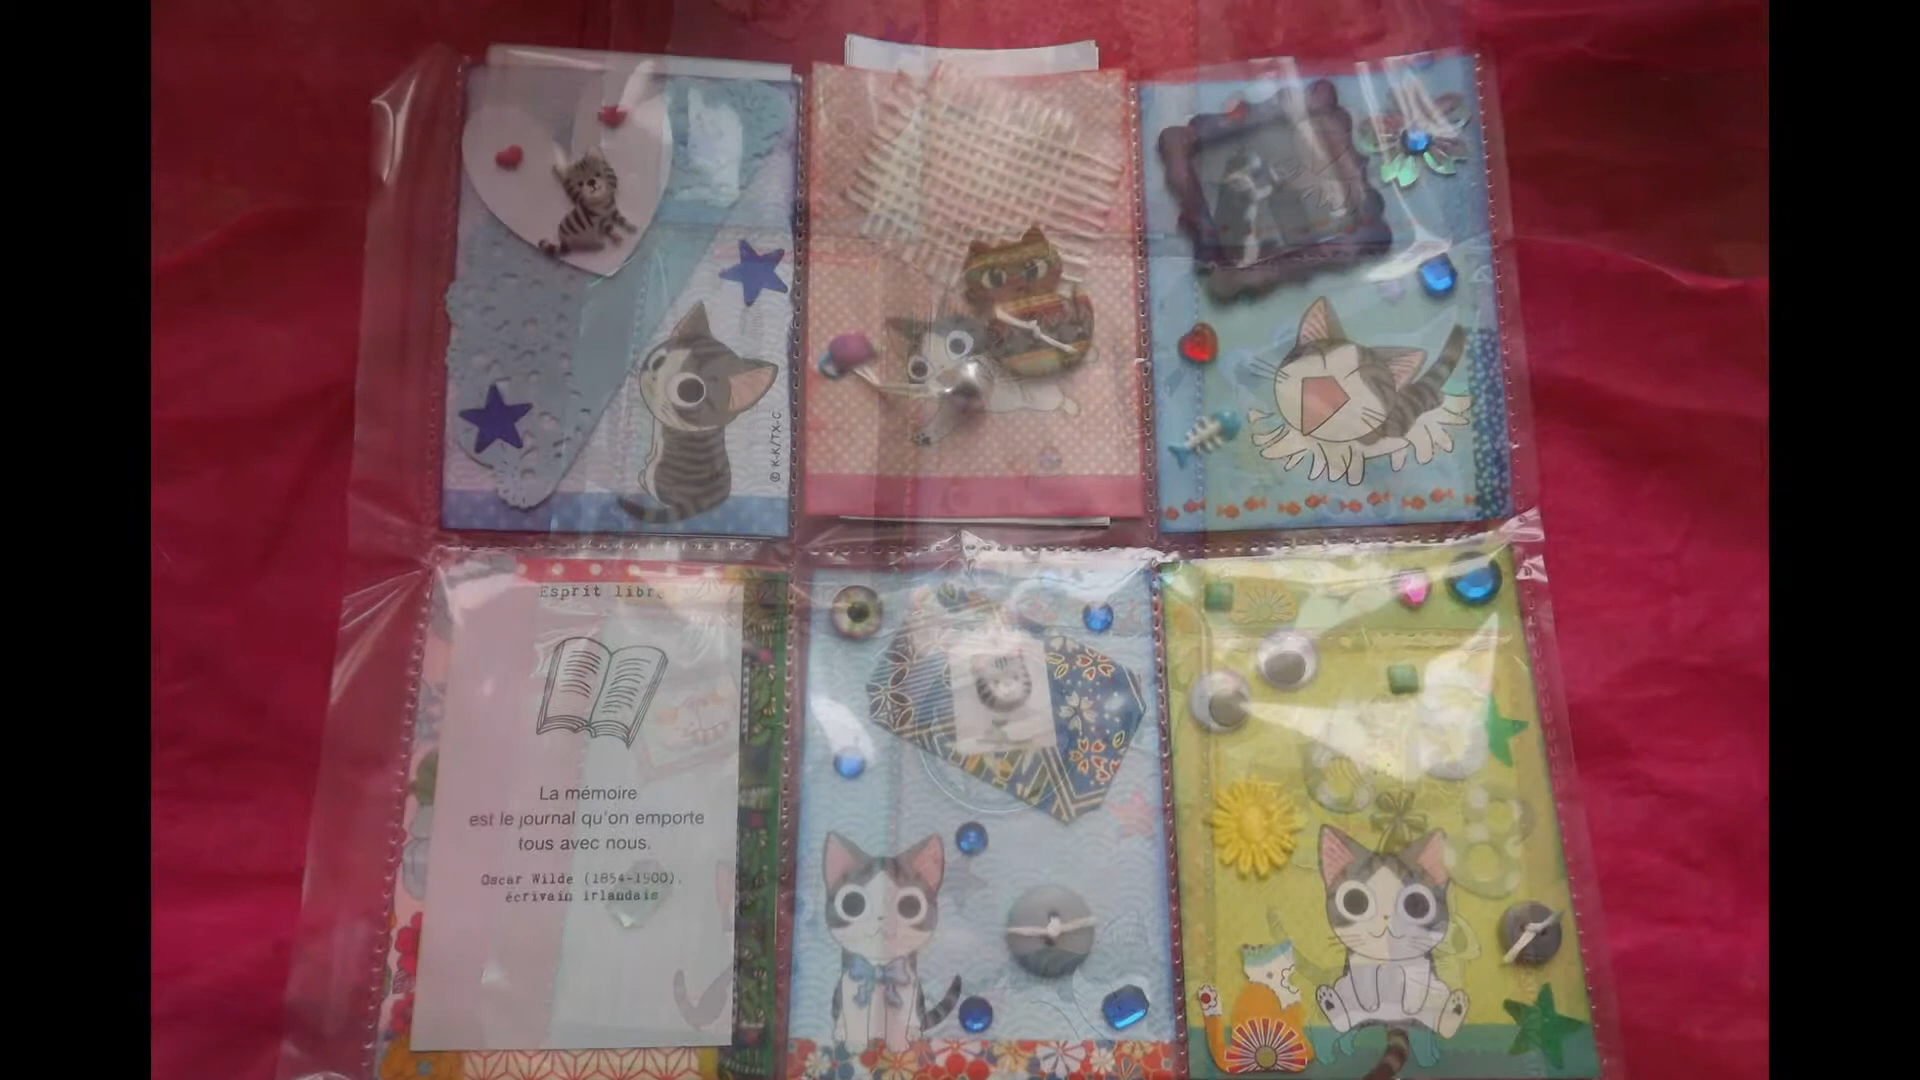 © K-K/TX-C
Esprit libr
La mémoire
est le journal qu'on emporte
tous avec nous.
Oscar Wilde (1854-1900),
écrivain irlandais